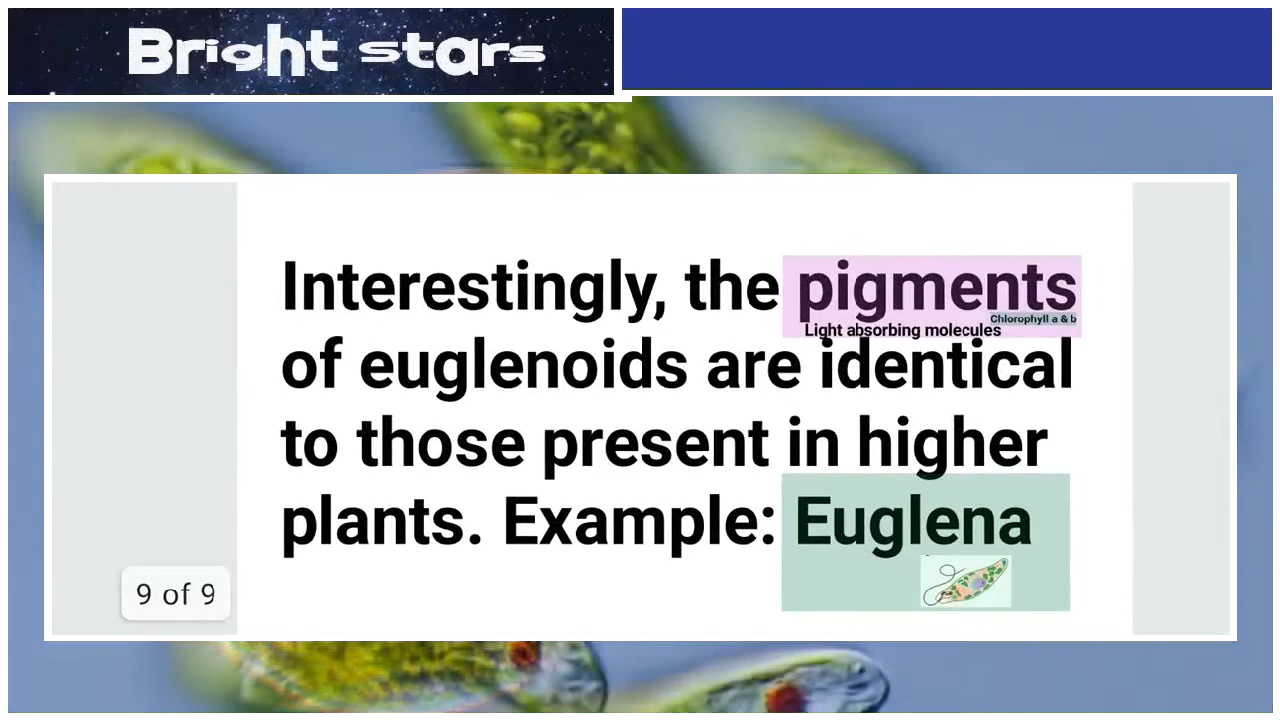 Bright stars
Interestingly, the pigments
Chlorophyll a & b
Light absorbing molecules
of euglenoids are identical
to those present in higher
plants. Example: Euglena
9 of 9